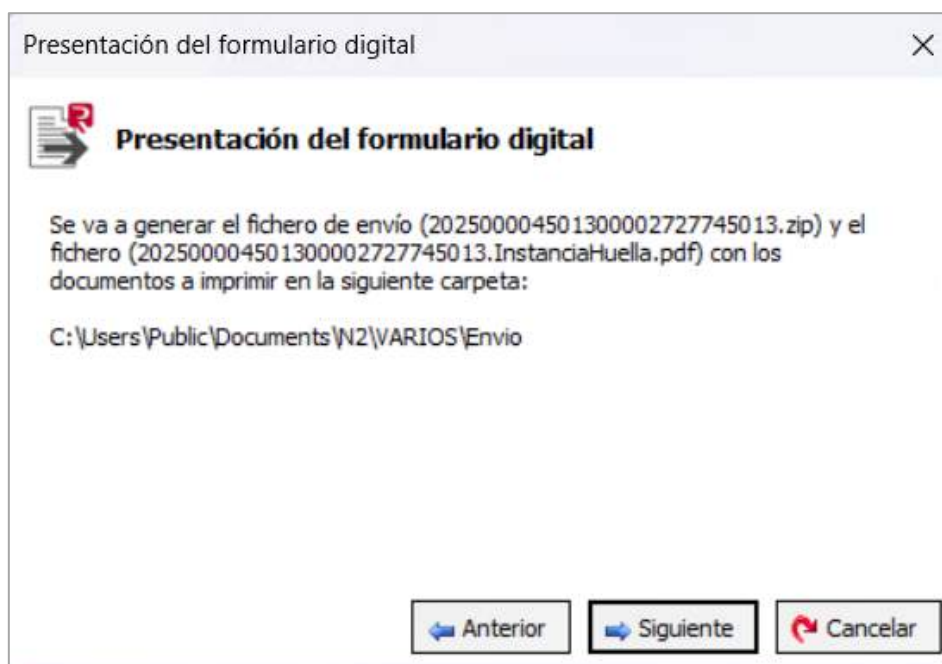 Presentación del formulario digital
Presentación del formulario digital
Se va a generar el fichero de envío (2025000045013000027277​45013.zip) y el
fichero (202500004501300002727745013.InstanciaHuella.pdf) con los
documentos a imprimir en la siguiente carpeta:
C:\Users\Public\Documents\N2\VARIOS\Envio
Anterior
Siguiente
Cancelar